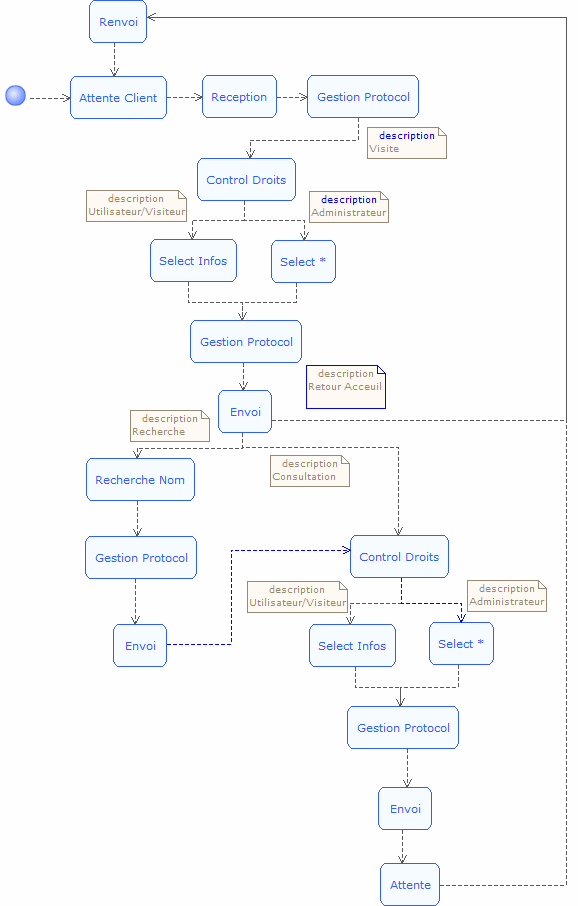 Renvoi
Attente Client
Reception
Gestion Protocol
description
Visite
Control Droits
description
Utilisateur/Visiteur
description
Administrateur
Select Infos
Select *
Gestion Protocol
description
Retour Acceuil
Envoi
description
Recherche
description
Consultation
Recherche Nom
Gestion Protocol
Control Droits
description
Utilisateur/Visiteur
description
Administrateur
Envoi
Select Infos
Select *
Gestion Protocol
Envoi
Attente